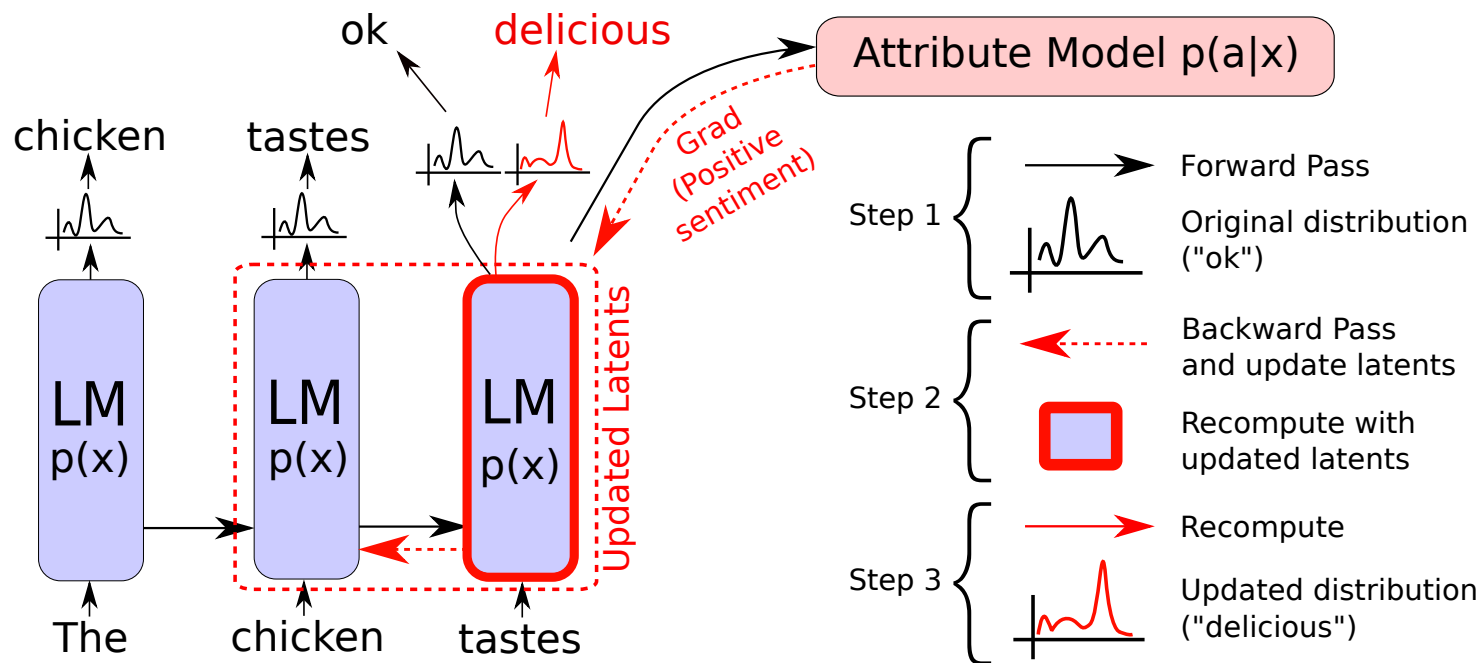 ok
delicious
Attribute Model p(a|x)
chicken
tastes
Grad
(Positive
sentiment)
LM
p(x)
LM
p(x)
LM
p(x)
Updated Latents
The
chicken
tastes
Step 1
Forward Pass
Original distribution
("ok")
Step 2
Backward Pass
and update latents
Recompute with
updated latents
Step 3
Recompute
Updated distribution
("delicious")